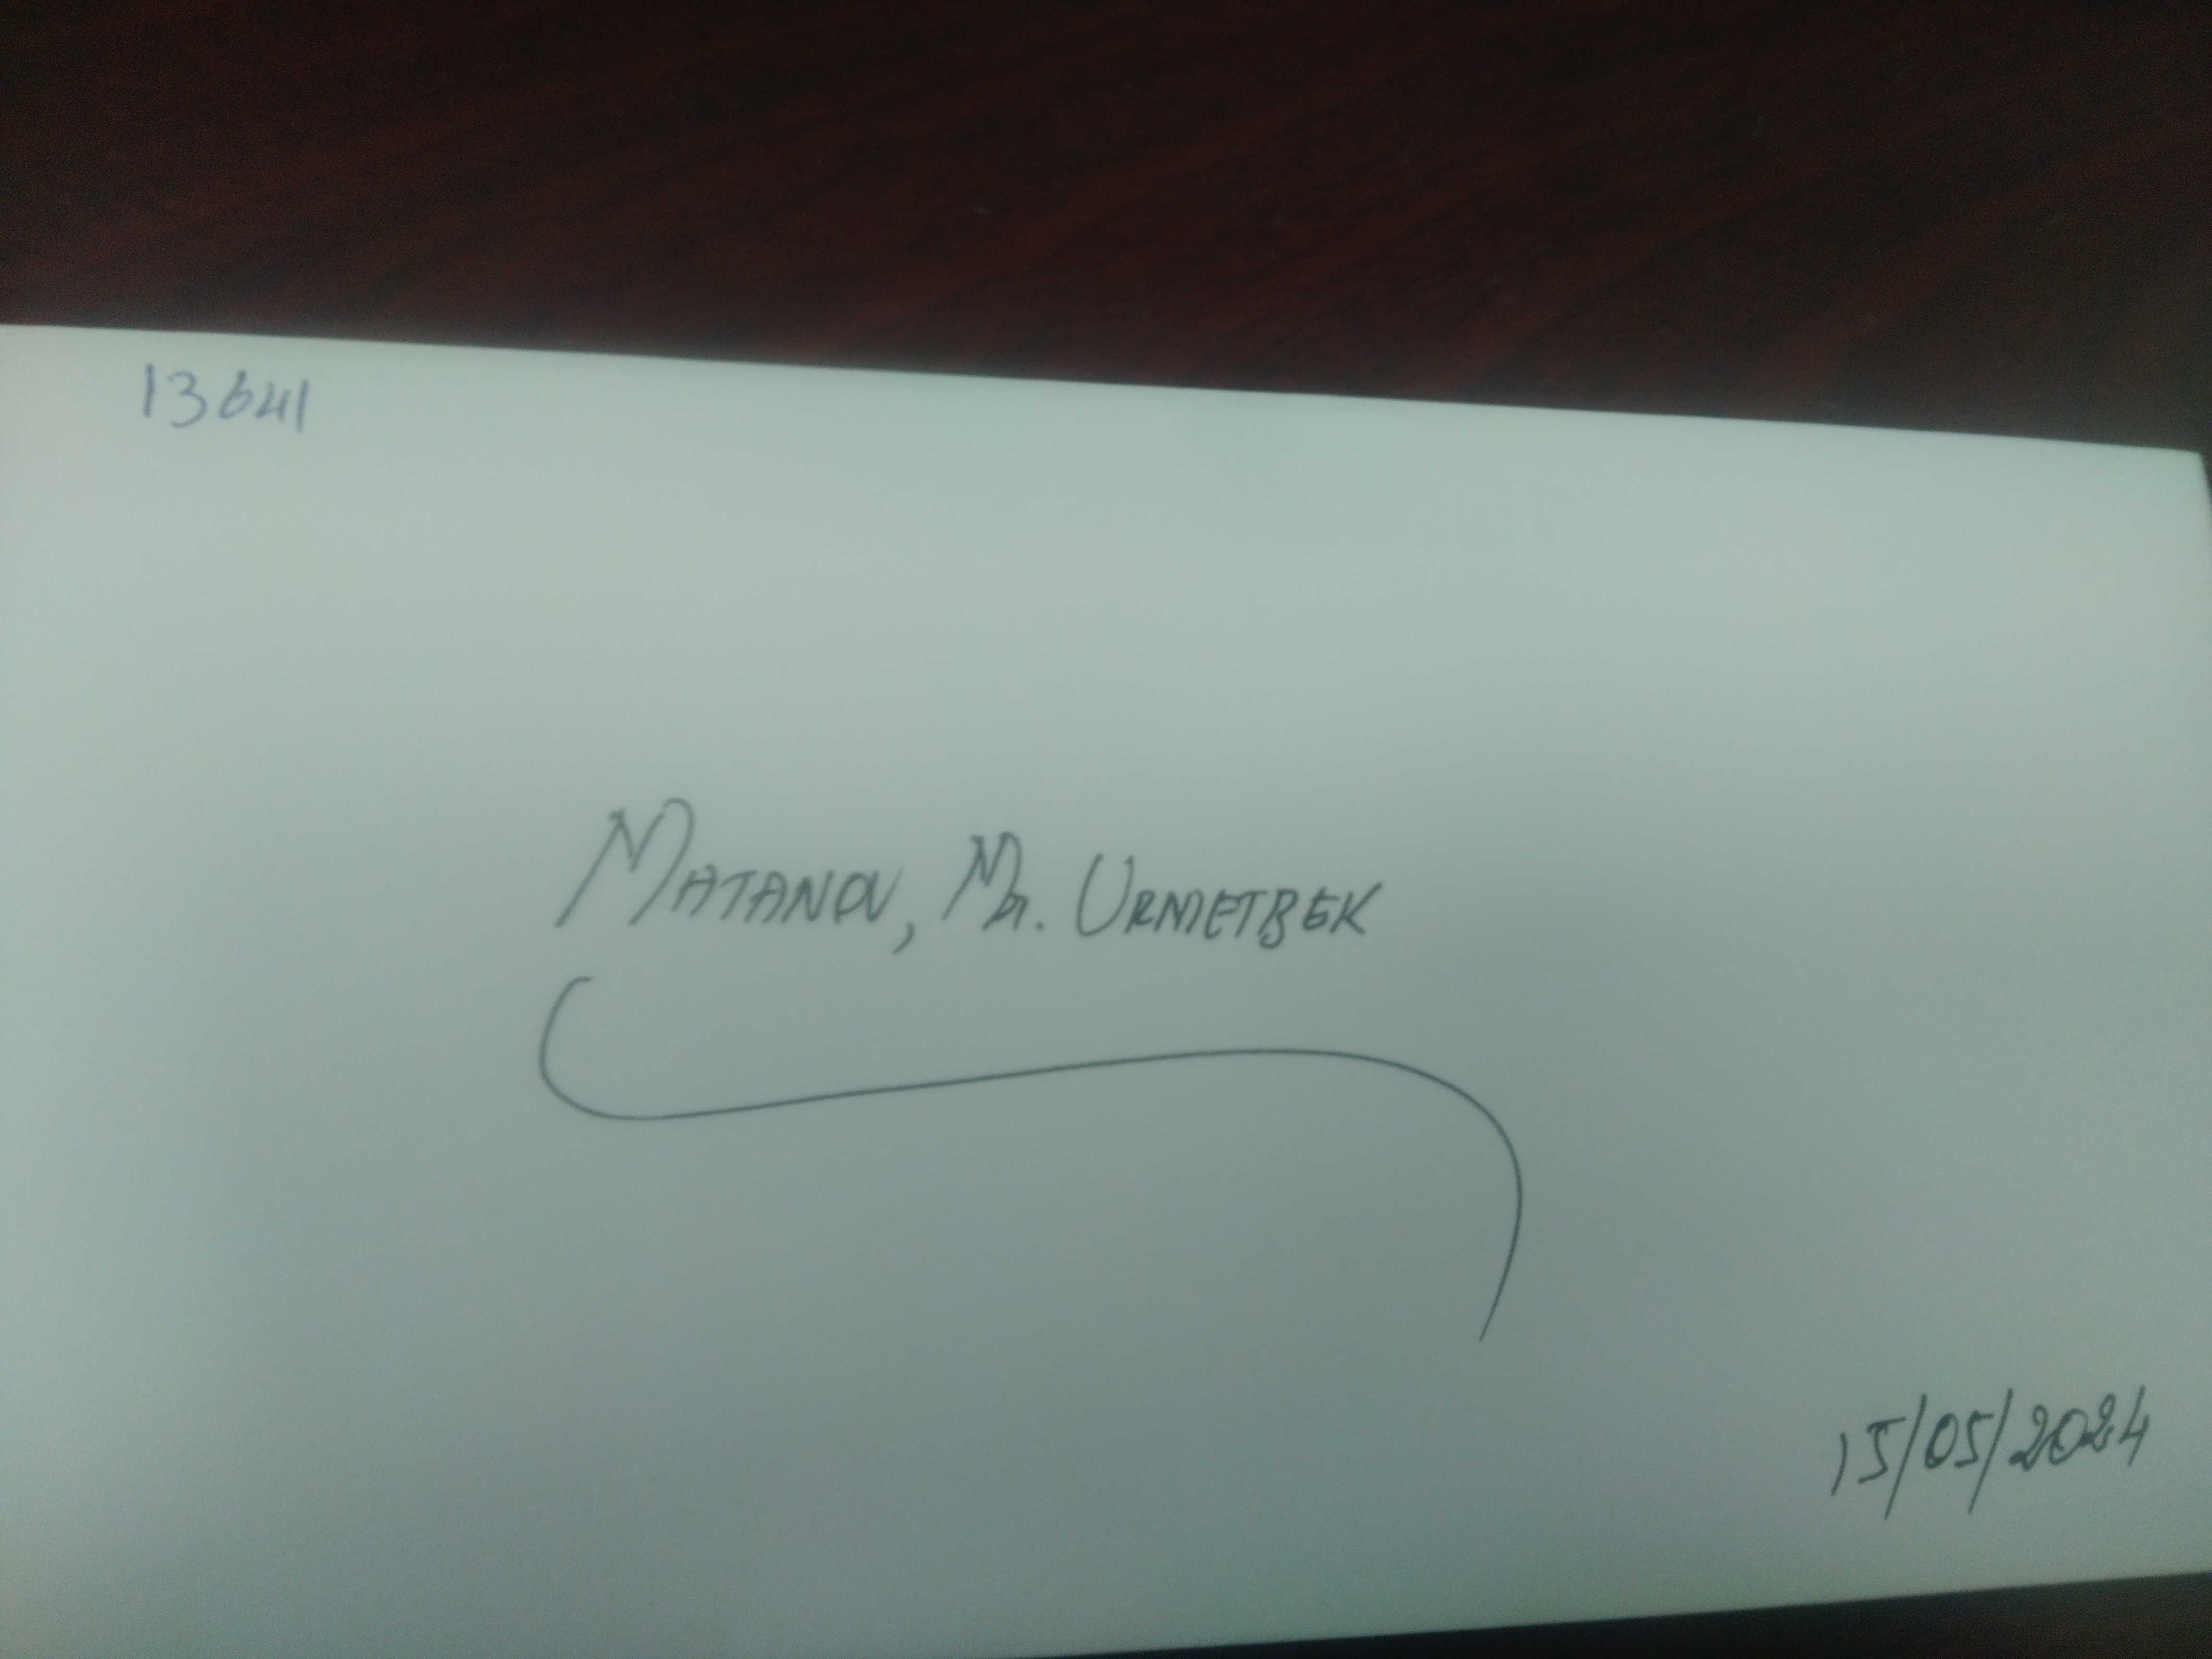 13641
MATANOV, Mr. URMETBEK
15/05/2024